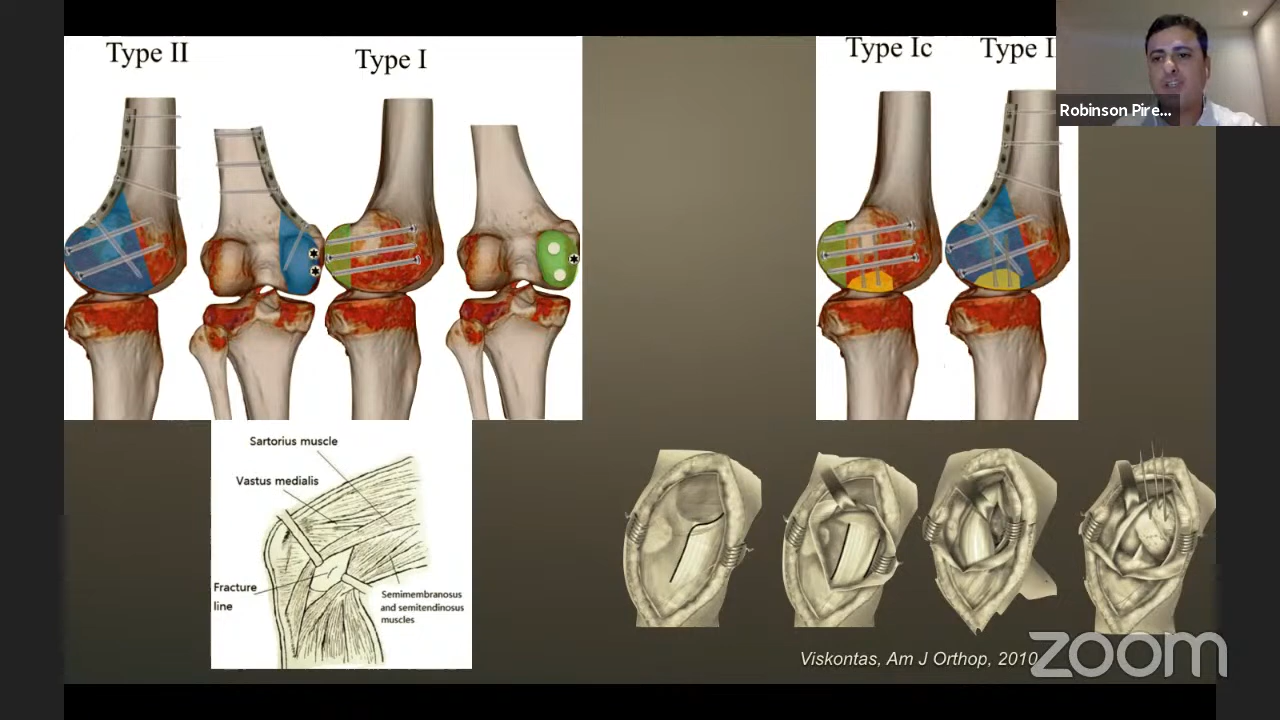 Type II
Type I
Type Ic
Type I
Robinson Pire...
Sartorius muscle
Vastus medialis
Fracture
line
Semimembranosus
and semitendinosus
muscles
Viskontas, Am J Orthop, 2010
zoom